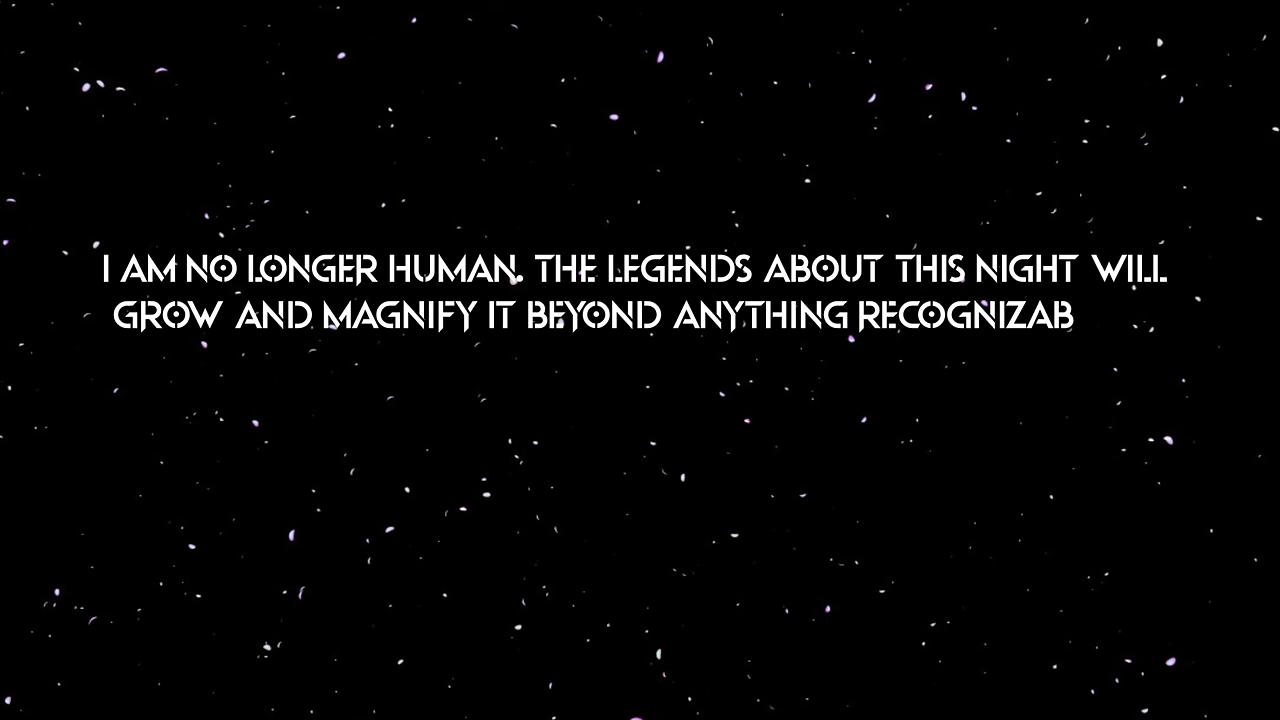 I AM NO LONGER HUMAN. THE LEGENDS ABOUT THIS NIGHT WILL
GROW AND MAGNIFY IT BEYOND ANYTHING RECOGNIZAB